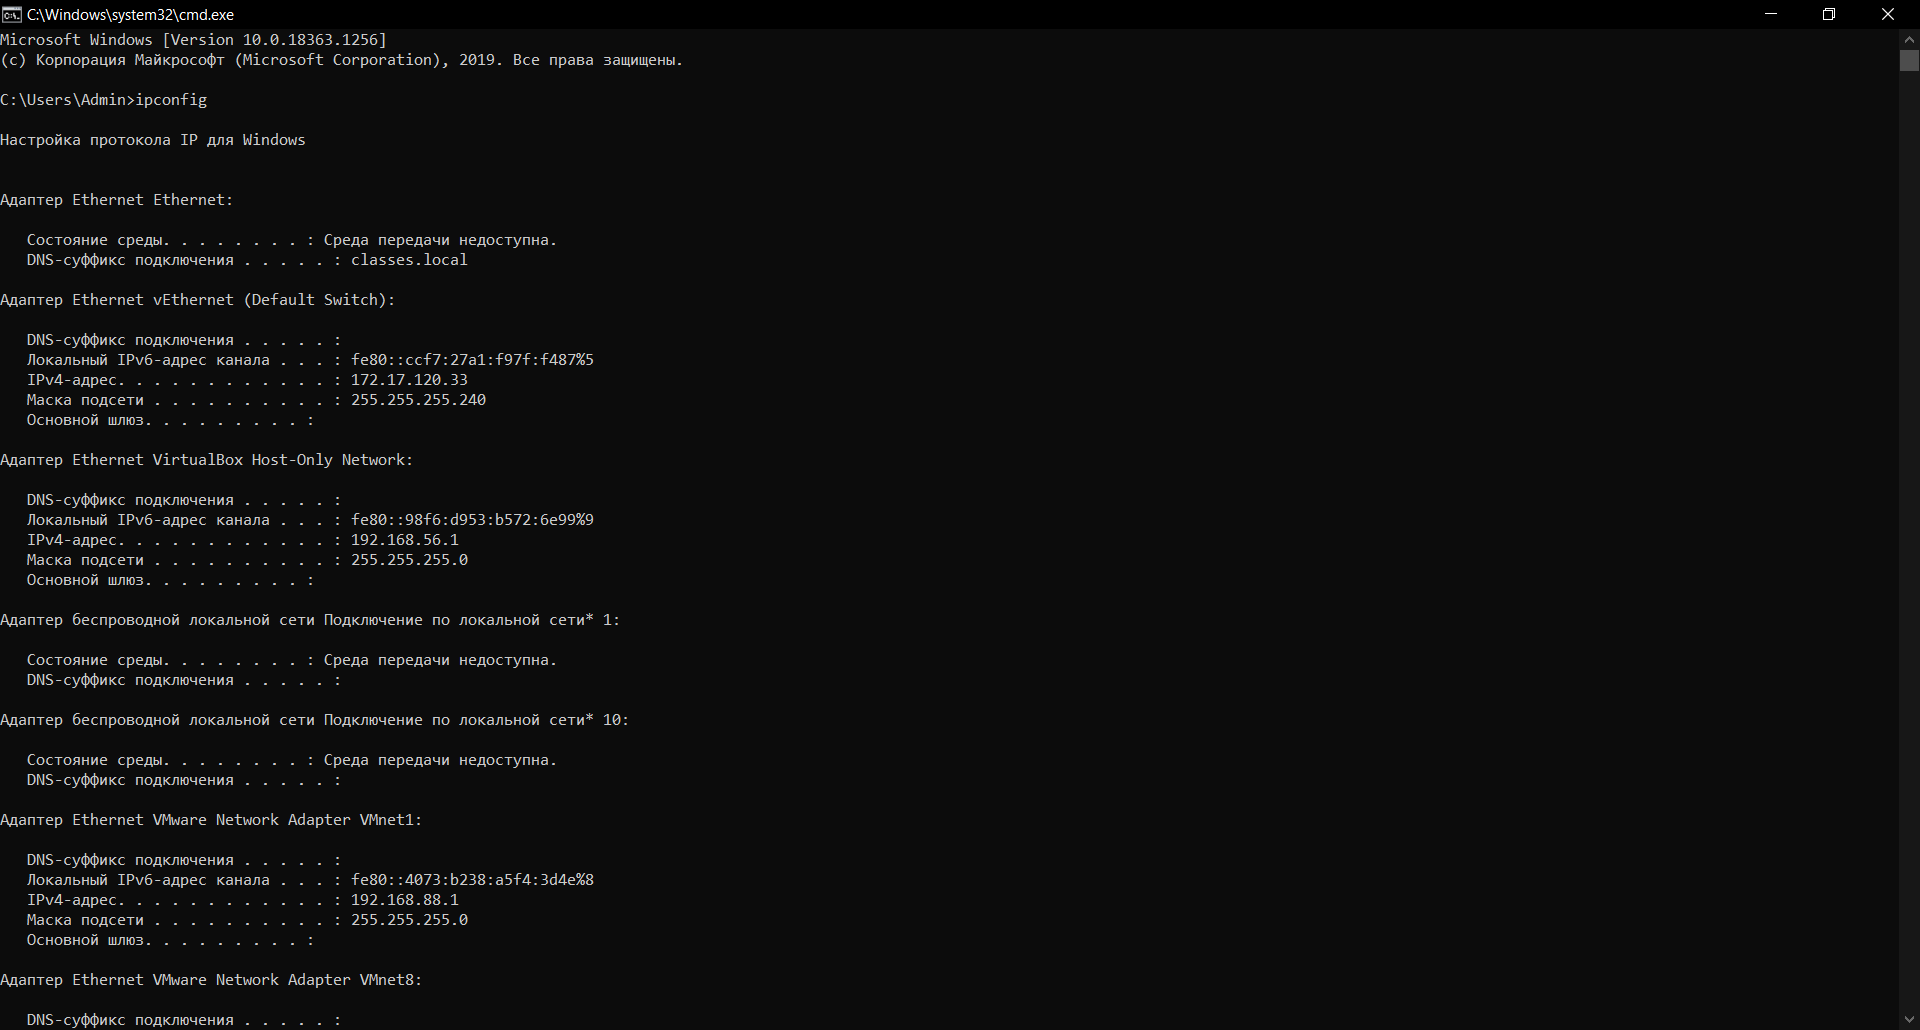 C:\Windows\system32\cmd.exe
Microsoft Windows [Version 10.0.18363.1256]
(c) Корпорация Майкрософт (Microsoft Corporation), 2019. Все права защищены.
C:\Users\Admin>ipconfig
Настройка протокола IP для Windows
Адаптер Ethernet Ethernet:
Состояние среды. . . . . . . . : Среда передачи недоступна.
DNS-суффикс подключения . . . . . : classes.local
Адаптер Ethernet vEthernet (Default Switch):
DNS-суффикс подключения . . . . . :
Локальный IPv6-адрес канала . . . : fe80::ccf7:27a1:f97f:f487%5
IPv4-адрес. . . . . . . . . . . . : 172.17.120.33
Маска подсети . . . . . . . . . . : 255.255.255.240
Основной шлюз. . . . . . . . . :
Адаптер Ethernet VirtualBox Host-Only Network:
DNS-суффикс подключения . . . . . :
Локальный IPv6-адрес канала . . . : fe80::98f6:d953:b572:6e99%9
IPv4-адрес. . . . . . . . . . . . : 192.168.56.1
Маска подсети . . . . . . . . . . : 255.255.255.0
Основной шлюз. . . . . . . . . :
Адаптер беспроводной локальной сети Подключение по локальной сети* 1:
Состояние среды. . . . . . . . : Среда передачи недоступна.
DNS-суффикс подключения . . . . . :
Адаптер беспроводной локальной сети Подключение по локальной сети* 10:
Состояние среды. . . . . . . . : Среда передачи недоступна.
DNS-суффикс подключения . . . . . :
Адаптер Ethernet VMware Network Adapter VMnet1:
DNS-суффикс подключения . . . . . :
Локальный IPv6-адрес канала . . . : fe80::4073:b238:a5f4:3d4e%8
IPv4-адрес. . . . . . . . . . . . : 192.168.88.1
Маска подсети . . . . . . . . . . : 255.255.255.0
Основной шлюз. . . . . . . . . :
Адаптер Ethernet VMware Network Adapter VMnet8:
DNS-суффикс подключения . . . . . :